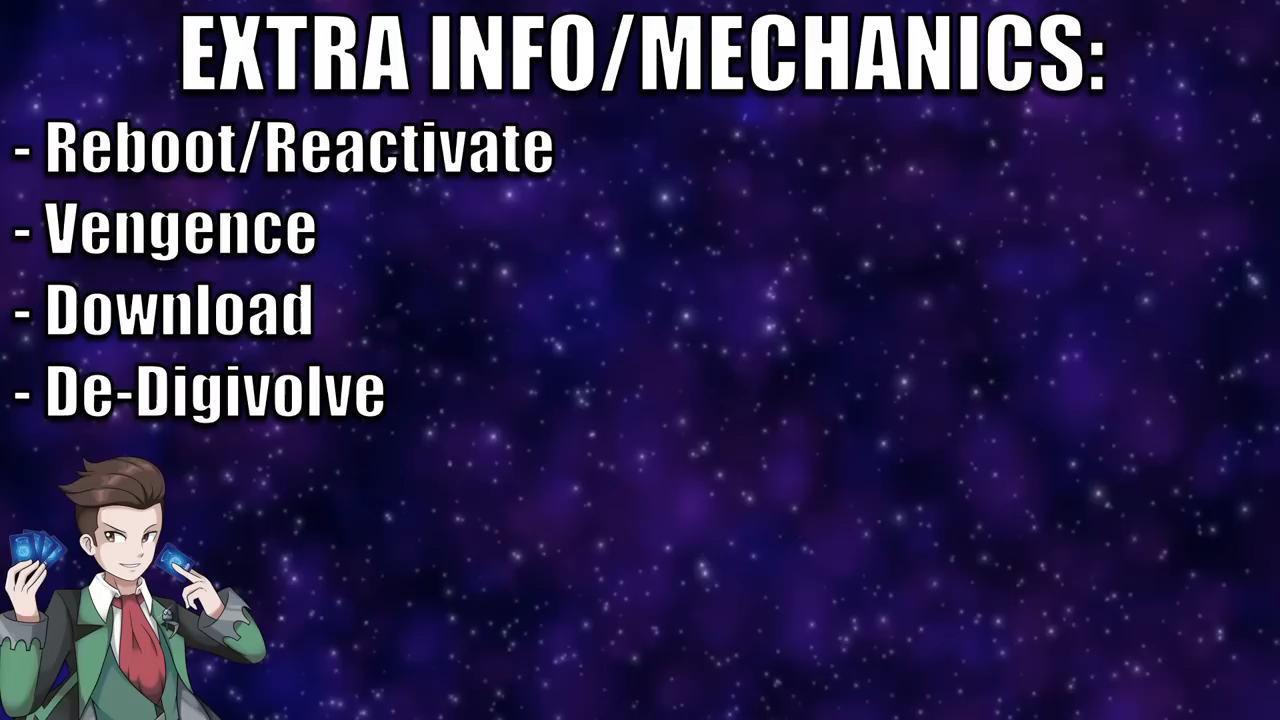 EXTRA INFO/MECHANICS:
- Reboot/Reactivate
- Vengence
- Download
- De-Digivolve